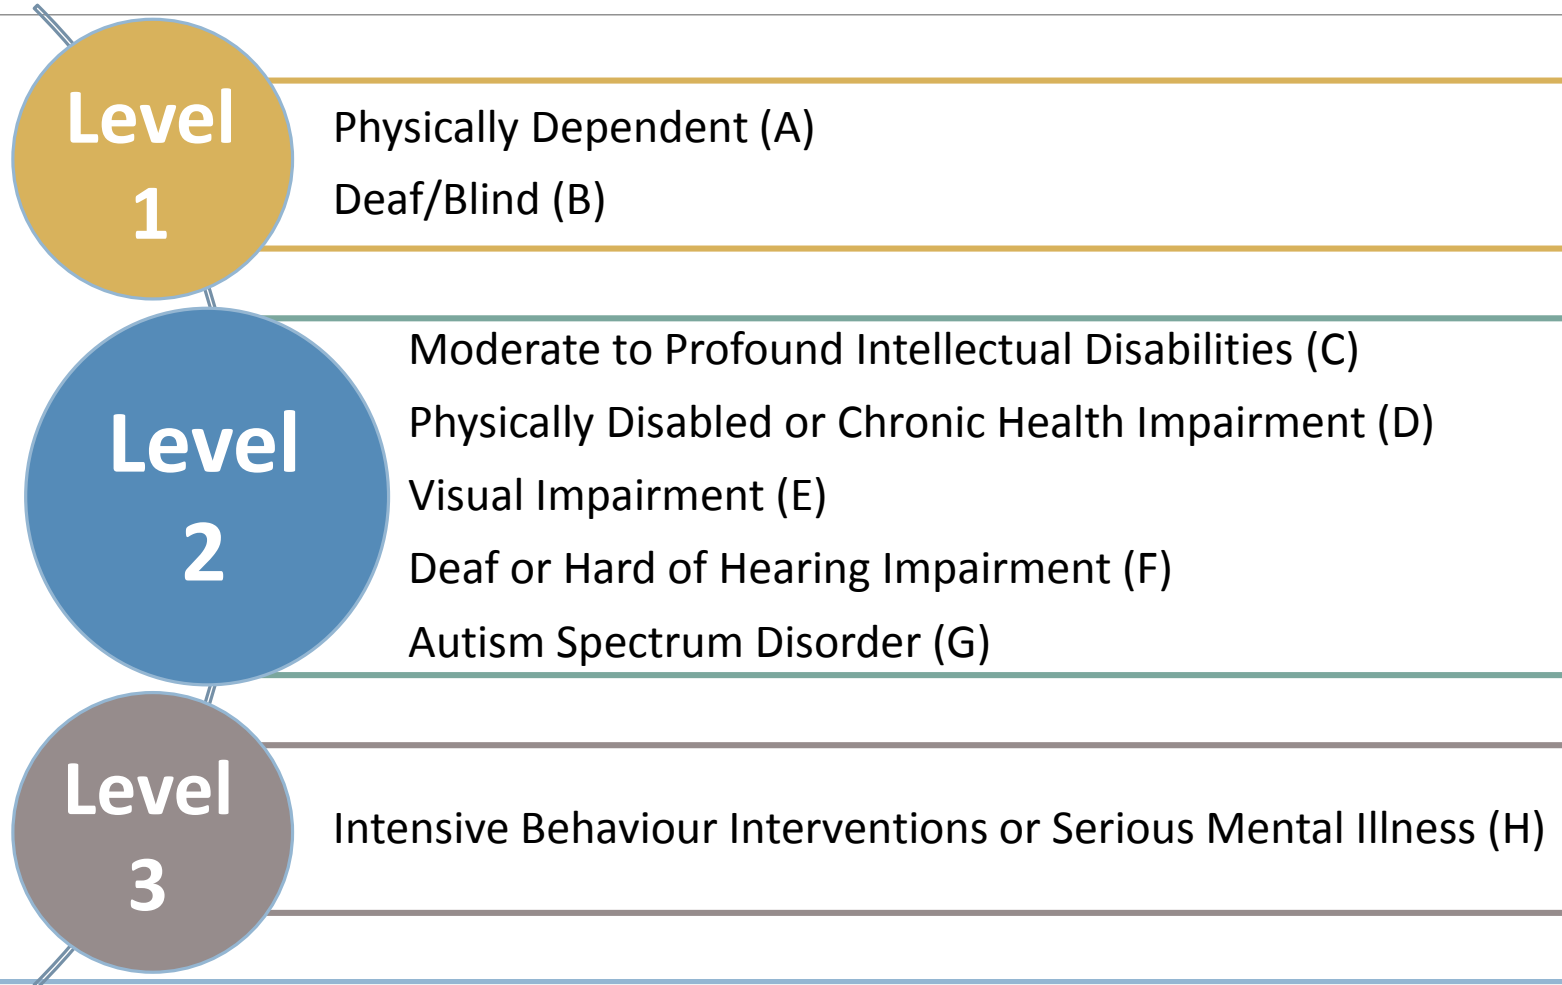 Level
1
Physically Dependent (A)
Deaf/Blind (B)
Level
2
Moderate to Profound Intellectual Disabilities (C)
Physically Disabled or Chronic Health Impairment (D)
Visual Impairment (E)
Deaf or Hard of Hearing Impairment (F)
Autism Spectrum Disorder (G)
Level
3
Intensive Behaviour Interventions or Serious Mental Illness (H)